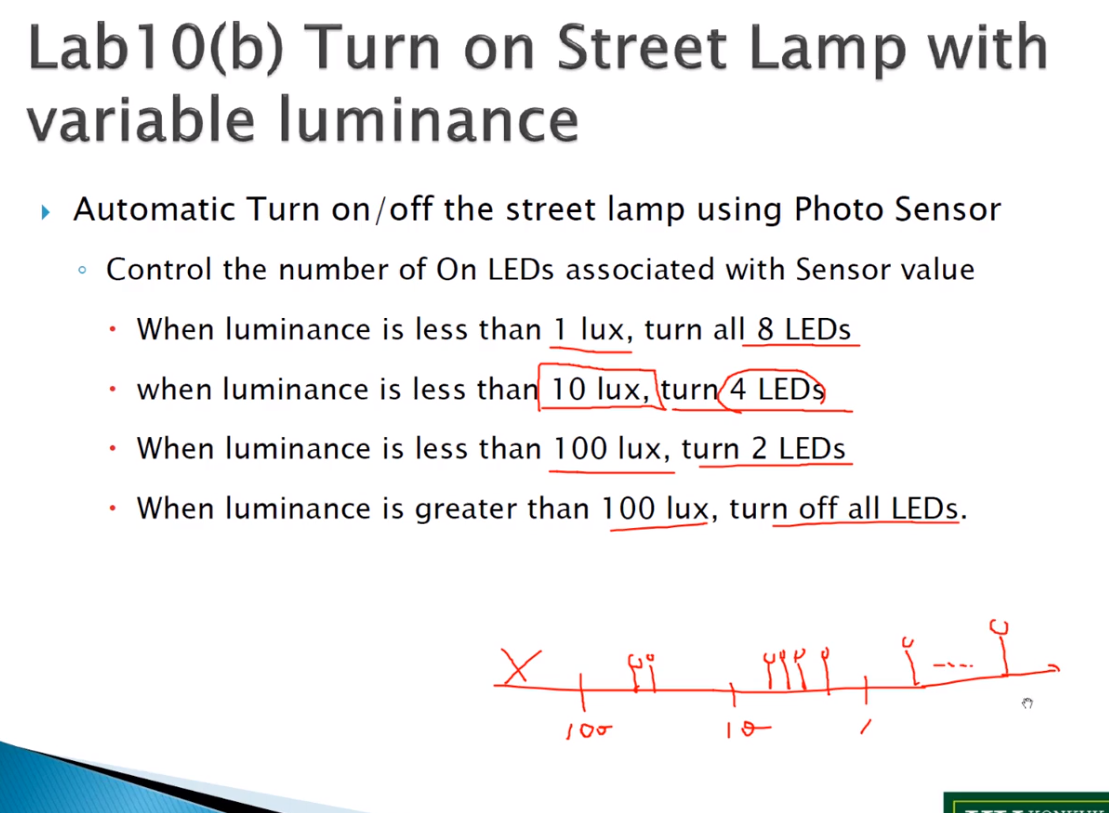 Lab10(b) Turn on Street Lamp with
variable luminance
Automatic Turn on/off the street lamp using Photo Sensor
Control the number of On LEDs associated with Sensor value
When luminance is less than 1 lux, turn all 8 LEDs
when luminance is less than 10 lux, turn 4 LEDs
When luminance is less than 100 lux, turn 2 LEDs
When luminance is greater than 100 lux, turn off all LEDs.
X
100 10 1